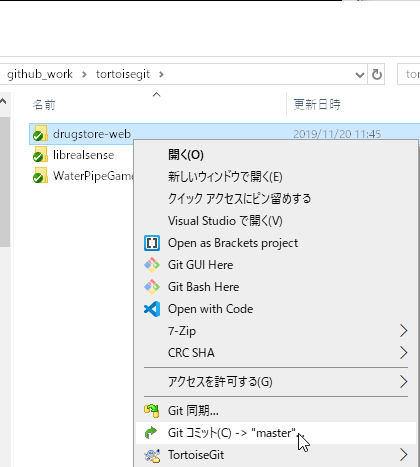 github_work › tortoisegit ›
tor
名前 更新日時
drugstore-web 2019/11/20 11:45
librealsense
WaterPipeGame
開く(O)
新しいウィンドウで開く(E)
クイック アクセスにピン留めする
Visual Studio で開く(V)
Open as Brackets project
Git GUI Here
Git Bash Here
Open with Code
7-Zip
CRC SHA
アクセスを許可する(G)
Git 同期...
Git コミット(C) -> "master"...
TortoiseGit